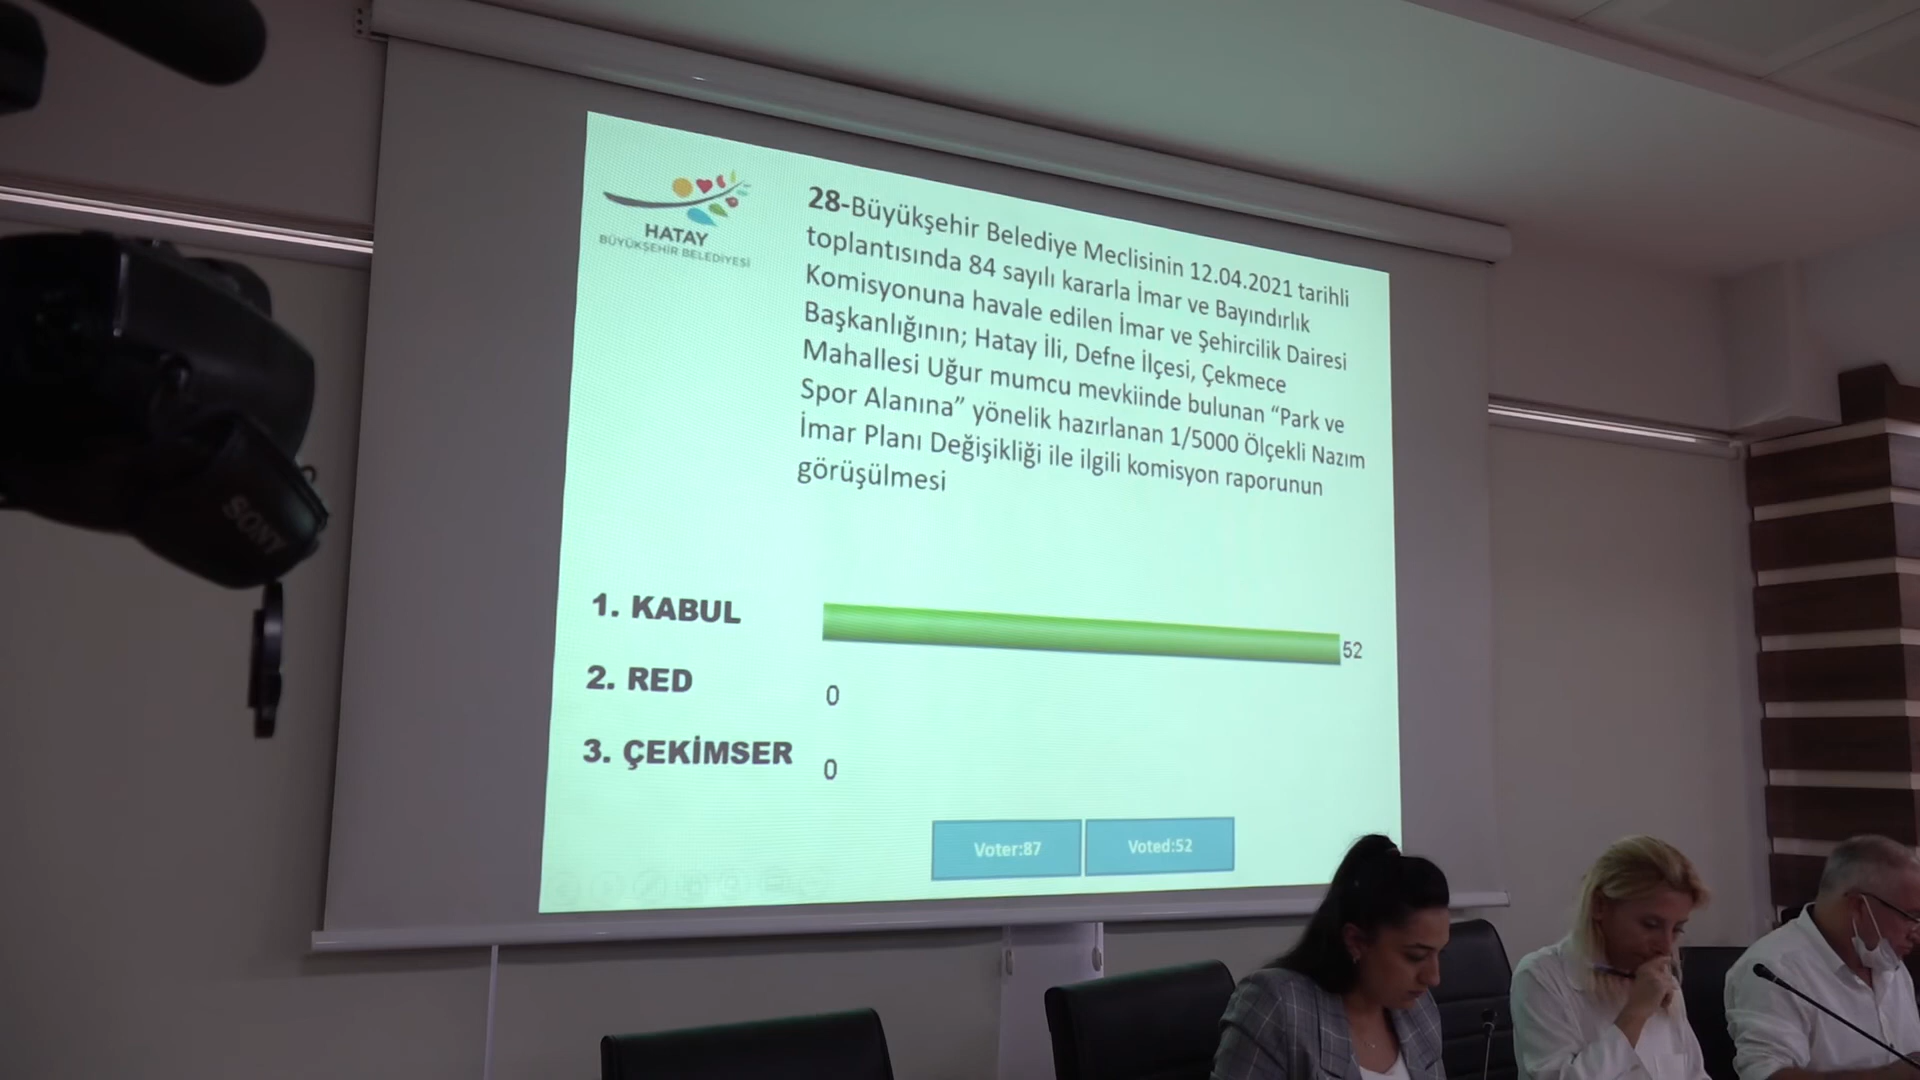 HATAY
BÜYÜKŞEHİR BELEDİYESİ
28-Büyükşehir Belediye Meclisinin 12.04.2021 tarihli
toplantısında 84 sayılı kararla İmar ve Bayındırlık
Komisyonuna havale edilen İmar ve Şehircilik Dairesi
Başkanlığının; Hatay İli, Defne İlçesi, Çekmece
Mahallesi Uğur mumcu mevkiinde bulunan “Park ve
Spor Alanına” yönelik hazırlanan 1/5000 Ölçekli Nazım
İmar Planı Değişikliği ile ilgili komisyon raporunun
görüşülmesi
1. KABUL 52
2. RED 0
3. ÇEKİMSER 0
Voter:87 Voted:52
SONY